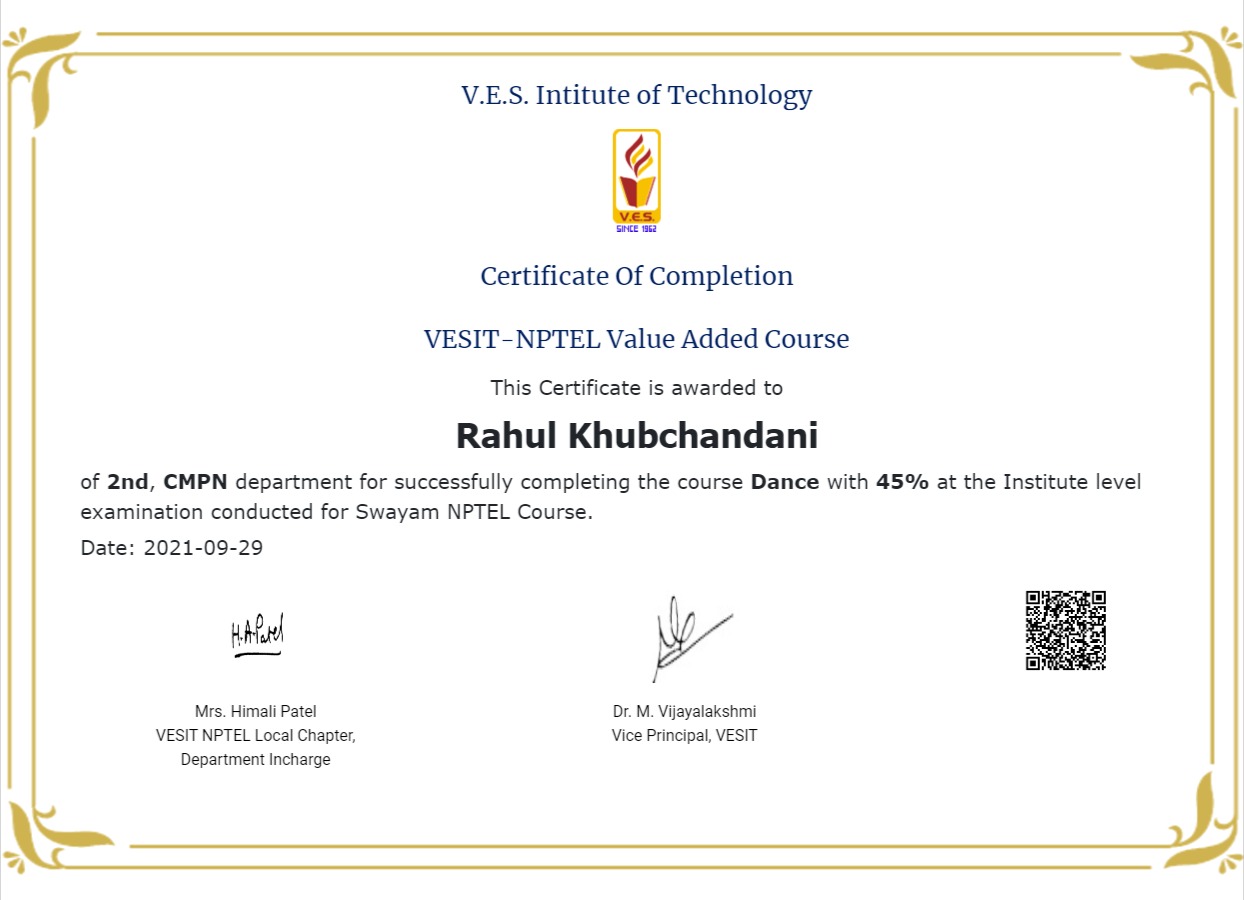 V.E.S. Intitute of Technology
V.E.S.
SINCE 1962
Certificate Of Completion
VESIT-NPTEL Value Added Course
This Certificate is awarded to
Rahul Khubchandani
of 2nd, CMPN department for successfully completing the course Dance with 45% at the Institute level
examination conducted for Swayam NPTEL Course.
Date: 2021-09-29
H.A.Patel
Mrs. Himali Patel
VESIT NPTEL Local Chapter,
Department Incharge
Dr. M. Vijayalakshmi
Vice Principal, VESIT